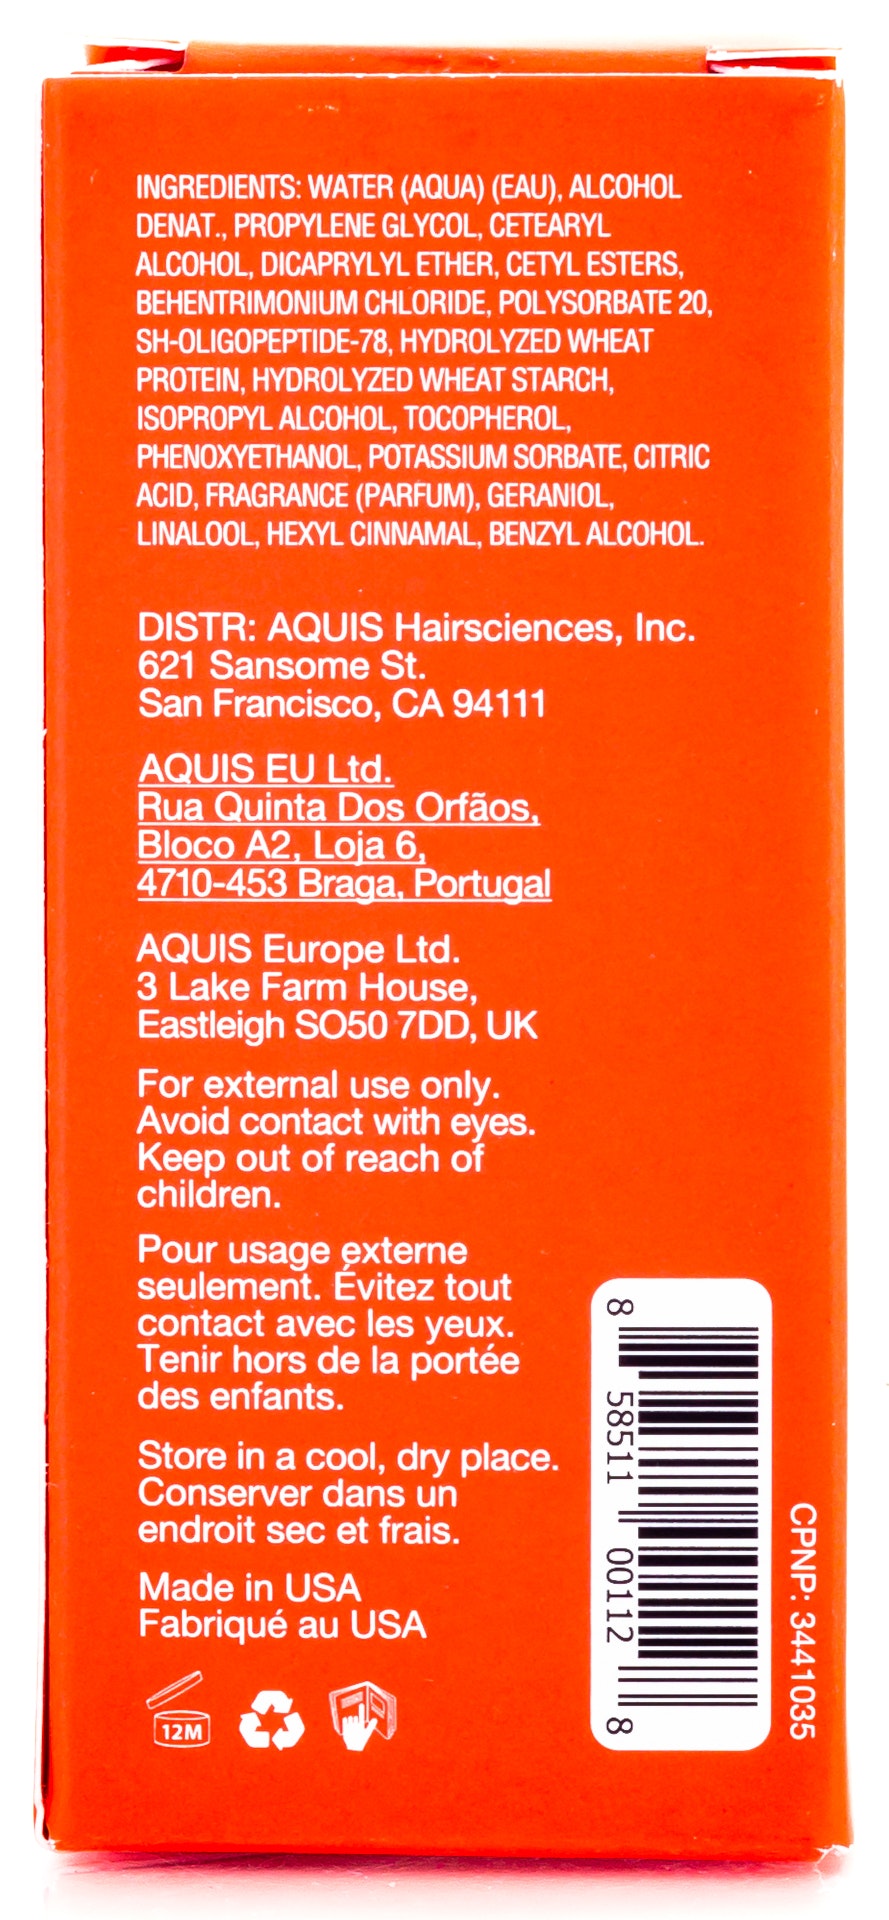 INGREDIENTS: WATER (AQUA) (EAU), ALCOHOL
DENAT., PROPYLENE GLYCOL, CETEARYL
ALCOHOL, DICAPRYLYL ETHER, CETYL ESTERS,
BEHENTRIMONIUM CHLORIDE, POLYSORBATE 20,
SH-OLIGOPEPTIDE-78, HYDROLYZED WHEAT
PROTEIN, HYDROLYZED WHEAT STARCH,
ISOPROPYL ALCOHOL, TOCOPHEROL,
PHENOXYETHANOL, POTASSIUM SORBATE, CITRIC
ACID, FRAGRANCE (PARFUM), GERANIOL,
LINALOOL, HEXYL CINNAMAL, BENZYL ALCOHOL.
DISTR: AQUIS Hairsciences, Inc.
621 Sansome St.
San Francisco, CA 94111
AQUIS EU Ltd.
Rua Quinta Dos Orfãos,
Bloco A2, Loja 6,
4710-453 Braga, Portugal
AQUIS Europe Ltd.
3 Lake Farm House,
Eastleigh SO50 7DD, UK
For external use only.
Avoid contact with eyes.
Keep out of reach of
children.
Pour usage externe
seulement. Évitez tout
contact avec les yeux.
Tenir hors de la portée
des enfants.
Store in a cool, dry place.
Conserver dans un
endroit sec et frais.
Made in USA
Fabriqué au USA
12M
8 58511 00112 8
CPNP: 3441035